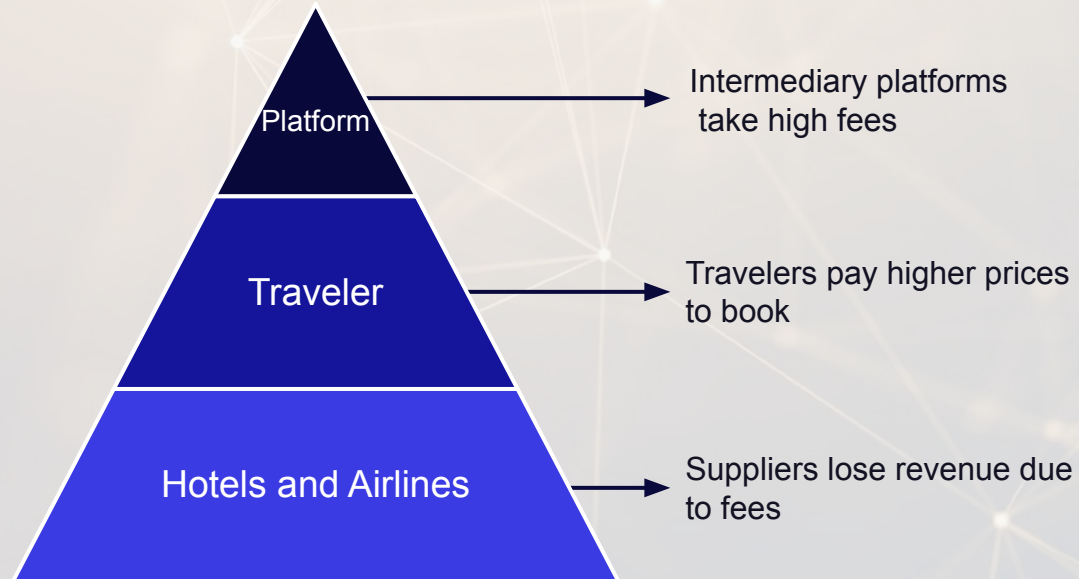 Platform
Intermediary platforms
take high fees
Traveler
Travelers pay higher prices
to book
Hotels and Airlines
Suppliers lose revenue due
to fees